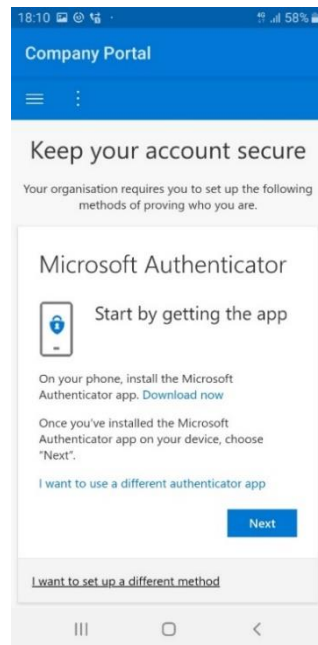 18:10
58%
Company Portal
Keep your account secure
Your organisation requires you to set up the following
methods of proving who you are.
Microsoft Authenticator
Start by getting the app
On your phone, install the Microsoft
Authenticator app. Download now
Once you've installed the Microsoft
Authenticator app on your device, choose
"Next".
I want to use a different authenticator app
Next
I want to set up a different method